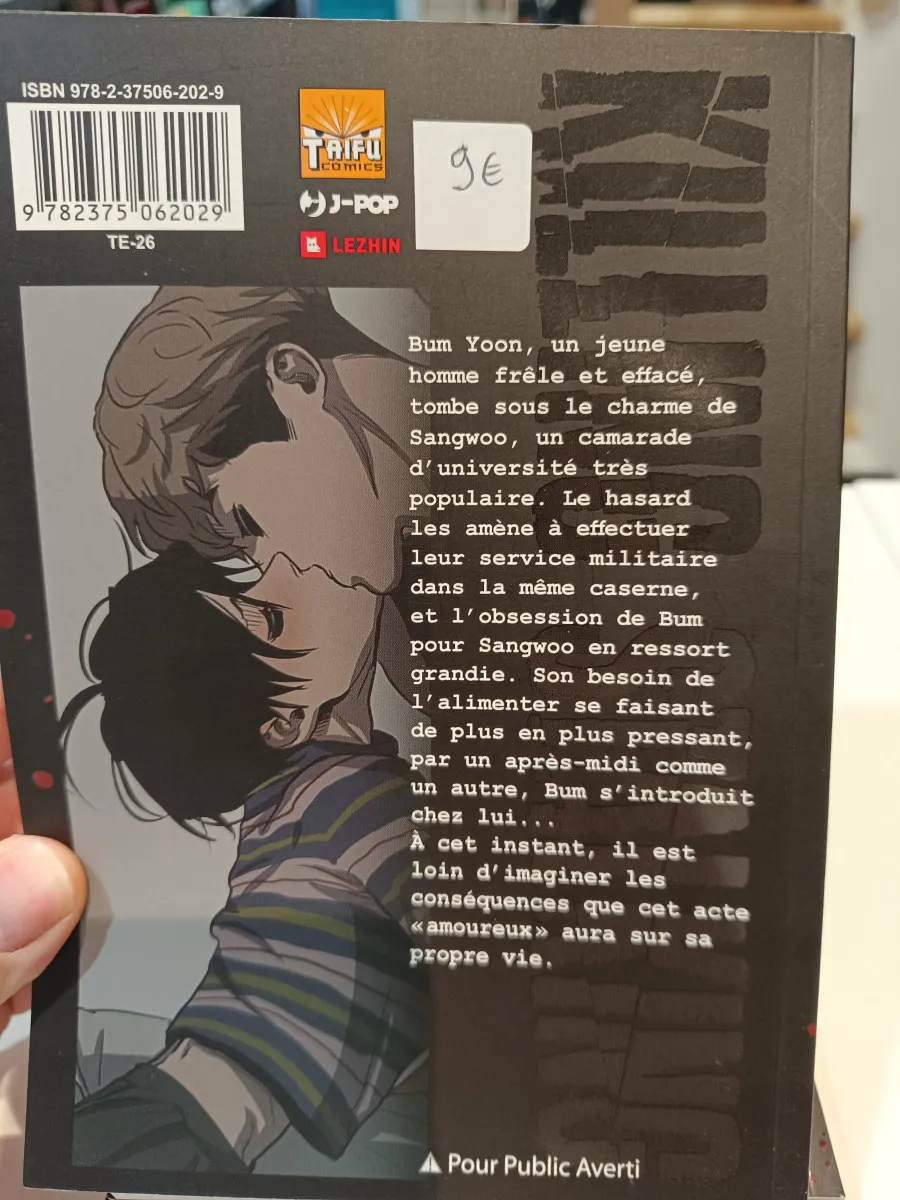 ISBN 978-2-37506-202-9
9 782375 062029
TE-26
TAIFU
COMICS
J-POP
LEZHIN
9€
KILLING STALKING
Bum Yoon, un jeune
homme frêle et effacé,
tombe sous le charme de
Sangwoo, un camarade
d'université très
populaire. Le hasard
les amène à effectuer
leur service militaire
dans la même caserne,
et l'obsession de Bum
pour Sangwoo en ressort
grandie. Son besoin de
l'alimenter se faisant
de plus en plus pressant,
par un après-midi comme
un autre, Bum s'introduit
chez lui...
À cet instant, il est
loin d'imaginer les
conséquences que cet acte
«amoureux» aura sur sa
propre vie.
Pour Public Averti